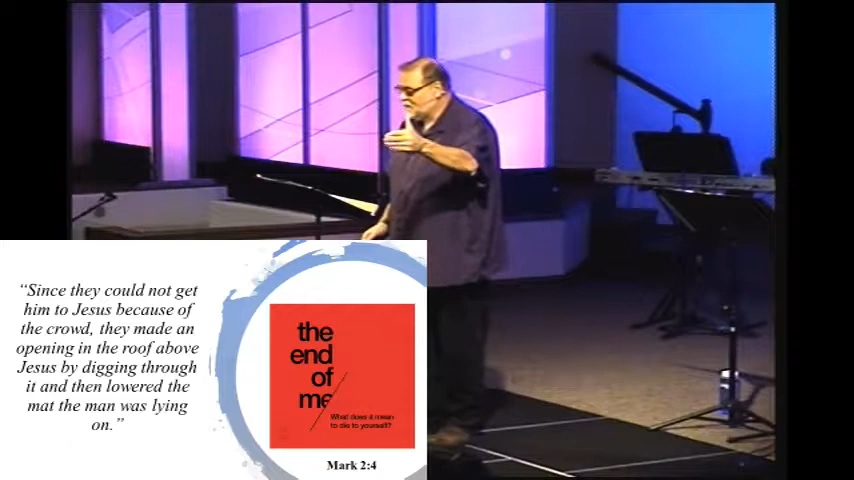 “Since they could not get
him to Jesus because of
the crowd, they made an
opening in the roof above
Jesus by digging through
it and then lowered the
mat the man was lying
on.”
the
end
of
me
What does it mean
to die to yourself?
Mark 2:4